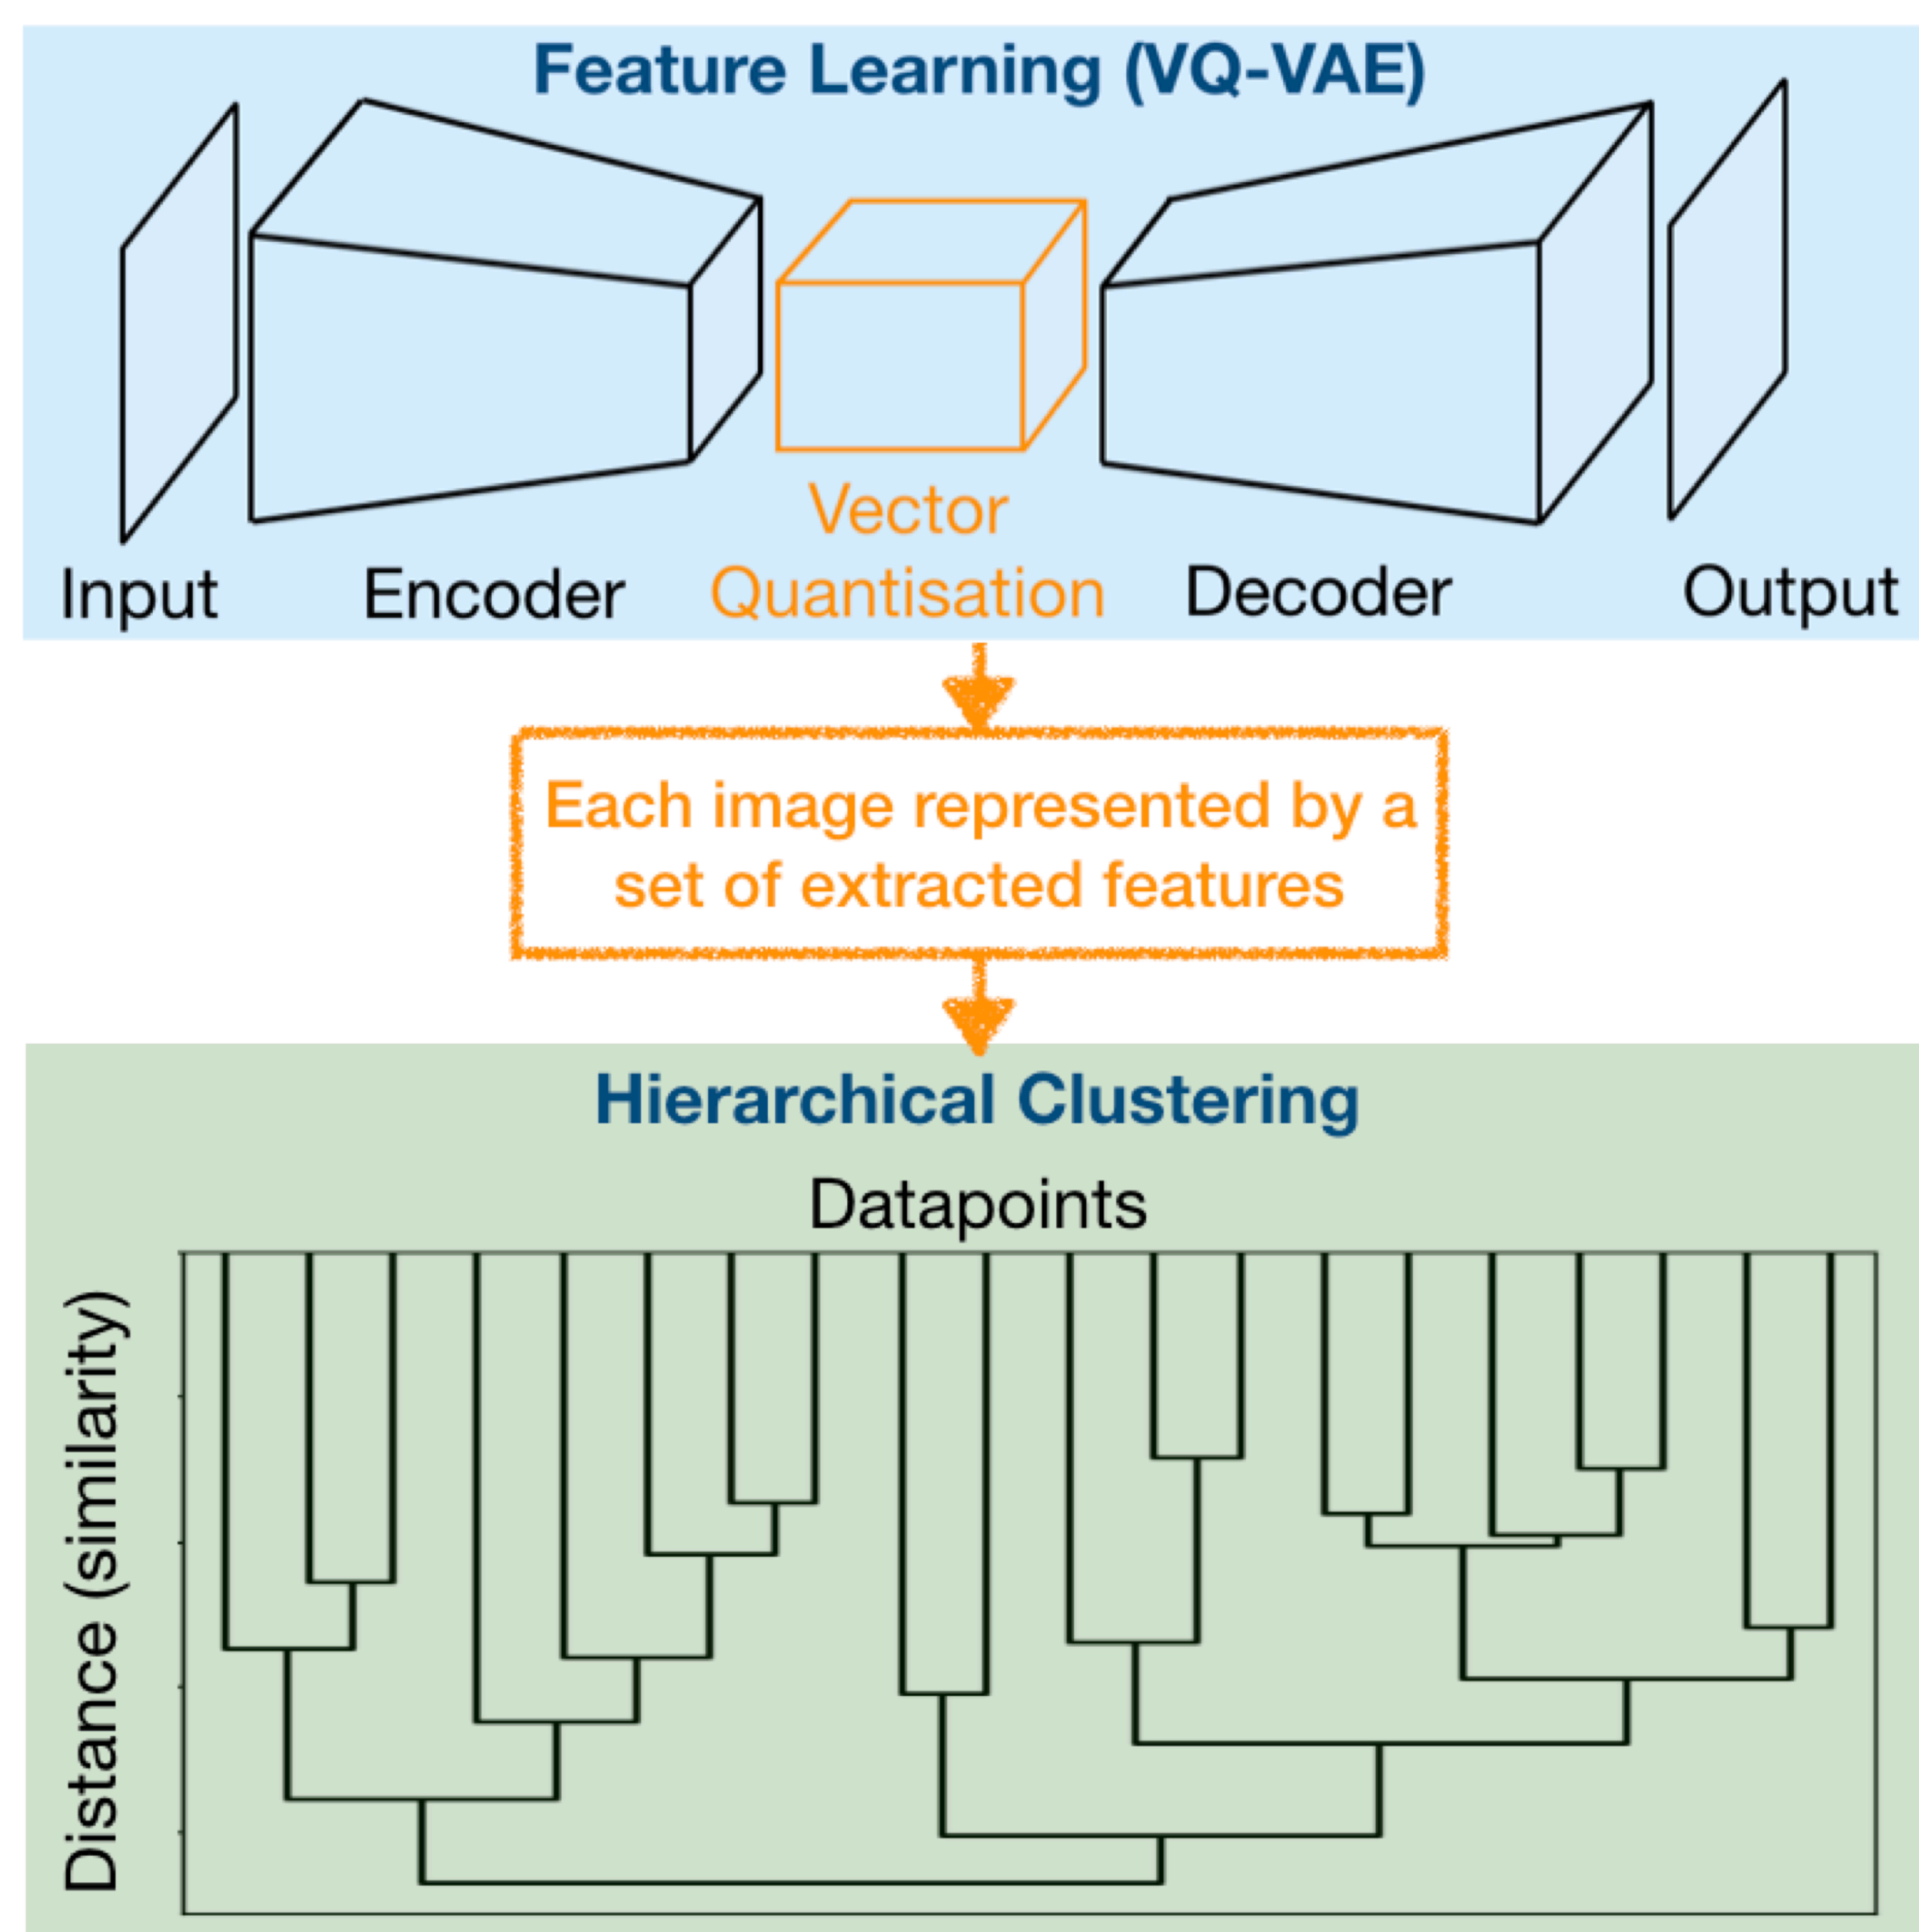 Feature Learning (VQ-VAE)
Vector
Input Encoder Quantisation Decoder Output
Each image represented by a
set of extracted features
Hierarchical Clustering
Datapoints
Distance (similarity)